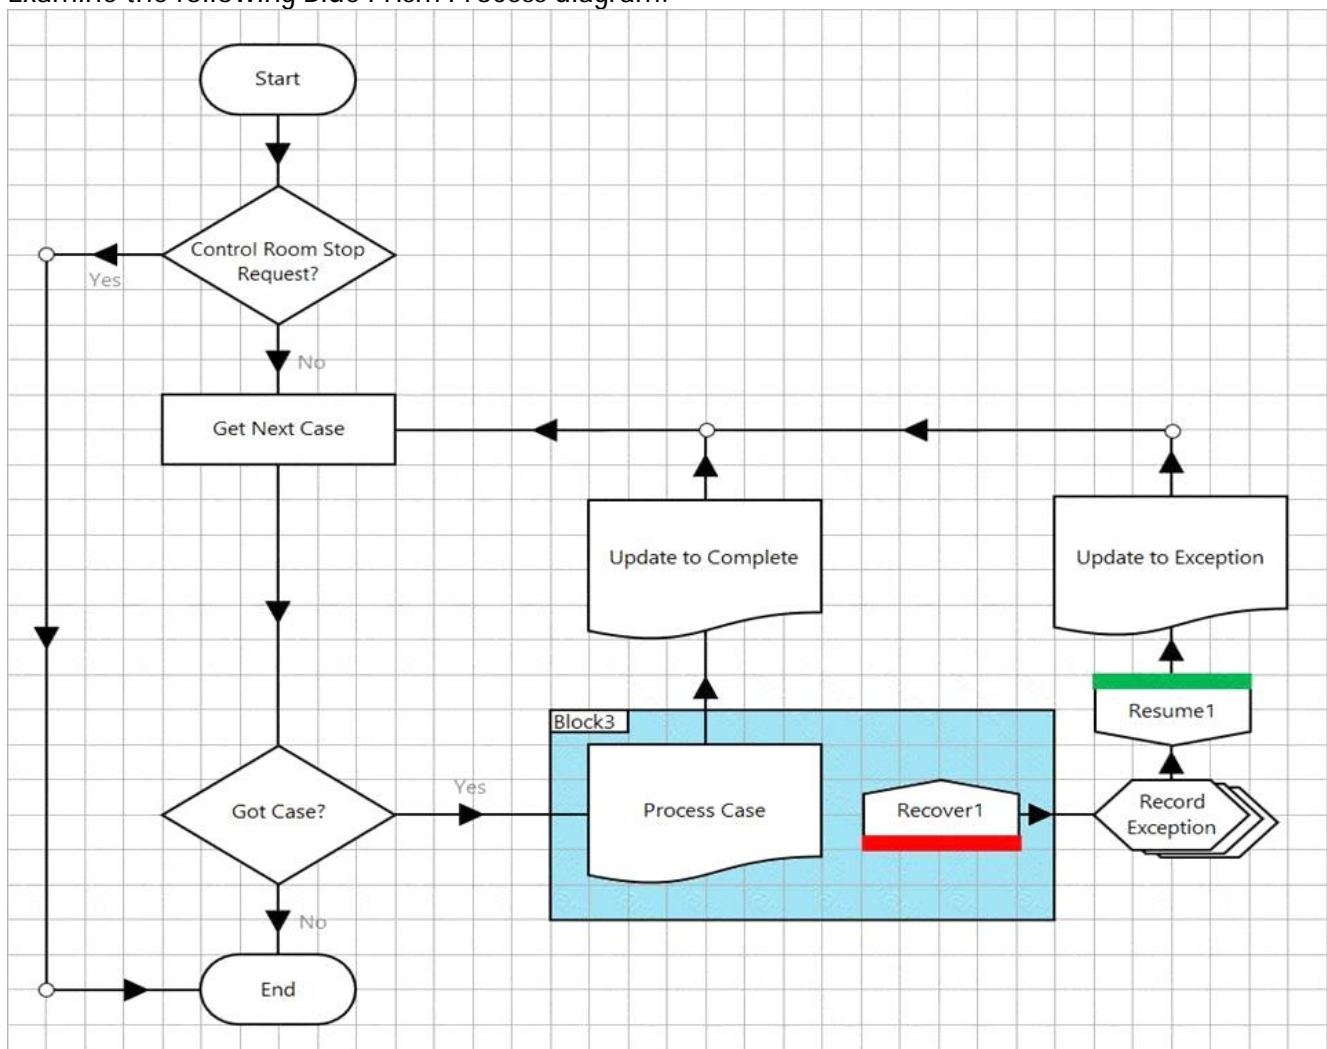 Examine the following Blue Prism Process diagram:
Start
Control Room Stop
Request?
Yes
No
Get Next Case
Update to Complete
Update to Exception
Block3
Resume1
Yes
Got Case?
Process Case
Recover1
Record
Exception
No
End